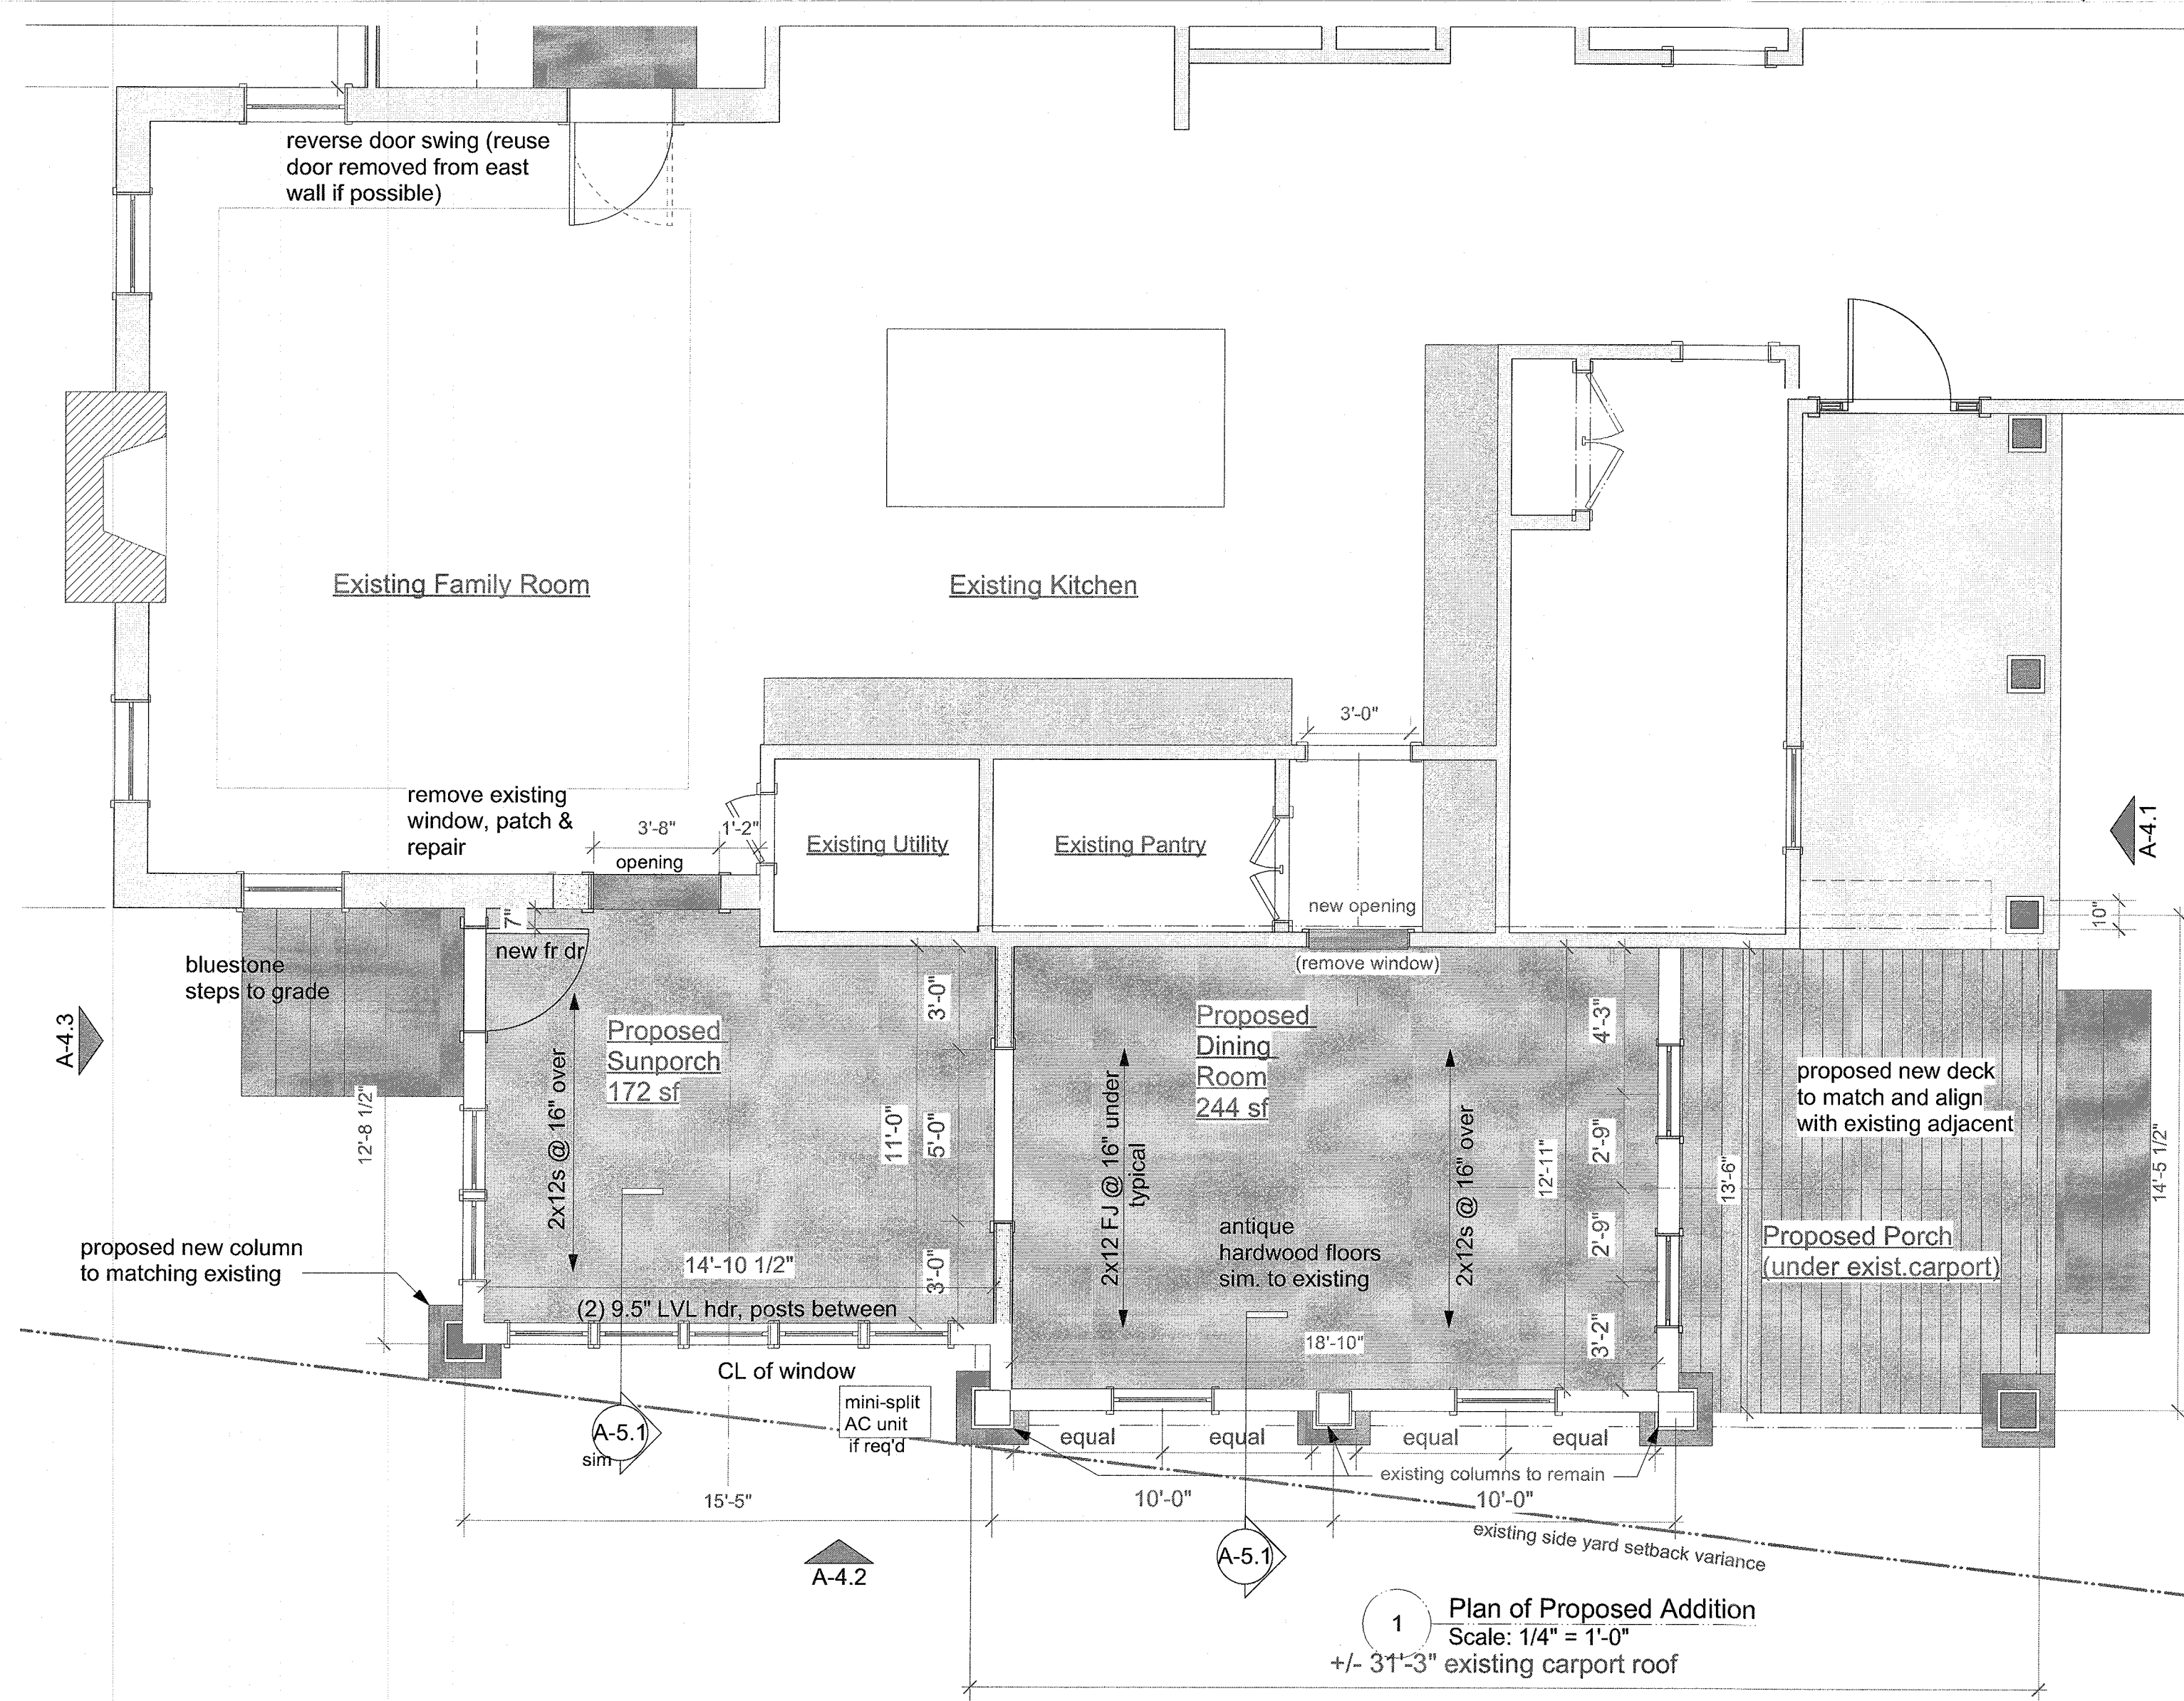 reverse door swing (reuse
door removed from east
wall if possible)
Existing Family Room
Existing Kitchen
3'-0"
remove existing
window, patch &
repair
3'-8"
1'-2"
opening
Existing Utility
Existing Pantry
A-4.1
new opening
10"
7"
new fr dr
(remove window)
bluestone
steps to grade
A-4.3
Proposed
Sunporch
172 sf
2x12s @ 16" over
3'-0"
11'-0"
5'-0"
3'-0"
12'-8 1/2"
Proposed
Dining
Room
244 sf
2x12 FJ @ 16" under
typical
antique
hardwood floors
sim. to existing
2x12s @ 16" over
4'-3"
2'-9"
12'-11"
2'-9"
3'-2"
13'-6"
proposed new deck
to match and align
with existing adjacent
14'-5 1/2"
Proposed Porch
(under exist.carport)
proposed new column
to matching existing
14'-10 1/2"
(2) 9.5" LVL hdr, posts between
18'-10"
CL of window
mini-split
AC unit
if req'd
A-5.1
sim
equal
equal
equal
equal
existing columns to remain
15'-5"
10'-0"
10'-0"
existing side yard setback variance
A-5.1
A-4.2
1
Plan of Proposed Addition
Scale: 1/4" = 1'-0"
+/- 31'-3" existing carport roof